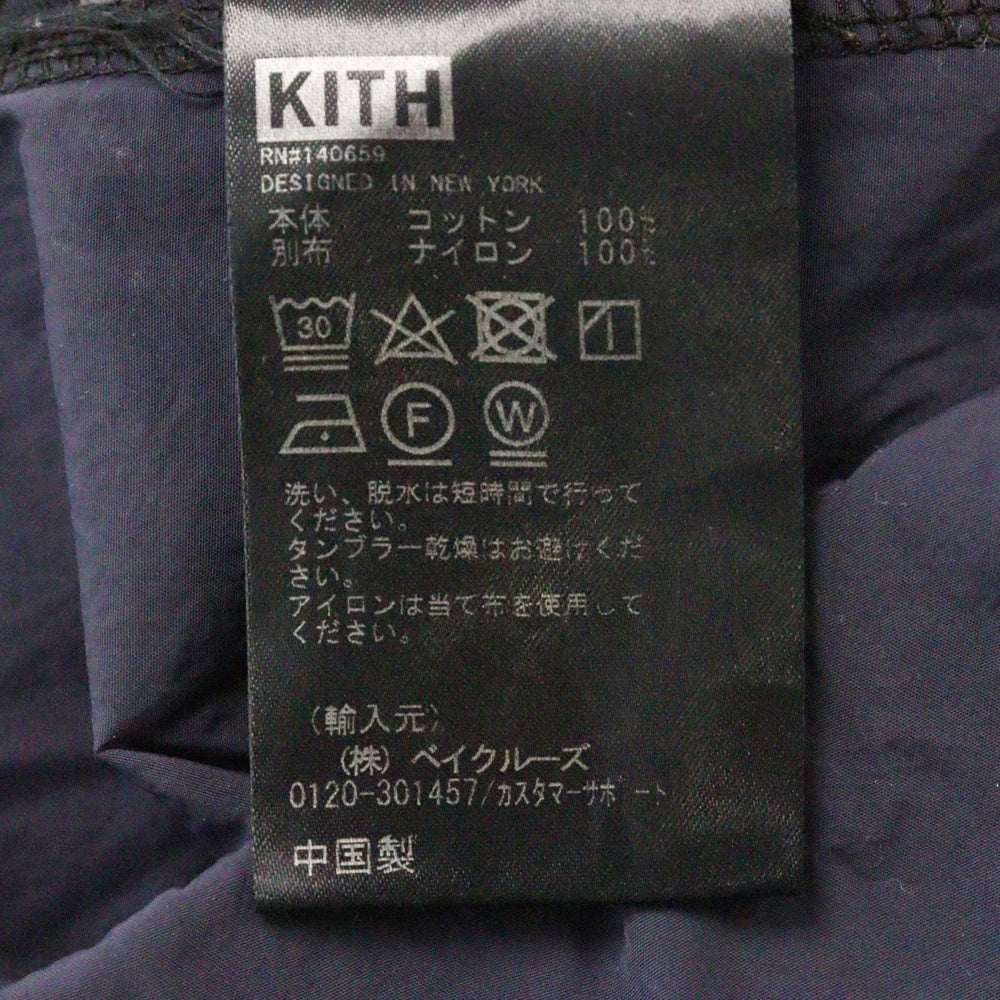 KITH
RN#140659
DESIGNED IN NEW YORK
本体 コットン 100%
別布 ナイロン 100%
30
F W
洗い、脱水は短時間で行って
ください。
タンブラー乾燥はお避けくだ
さい。
アイロンは当て布を使用して
ください。
(輸入元)
(株) ベイクルーズ
0120-301457/カスタマーサポート
中国製